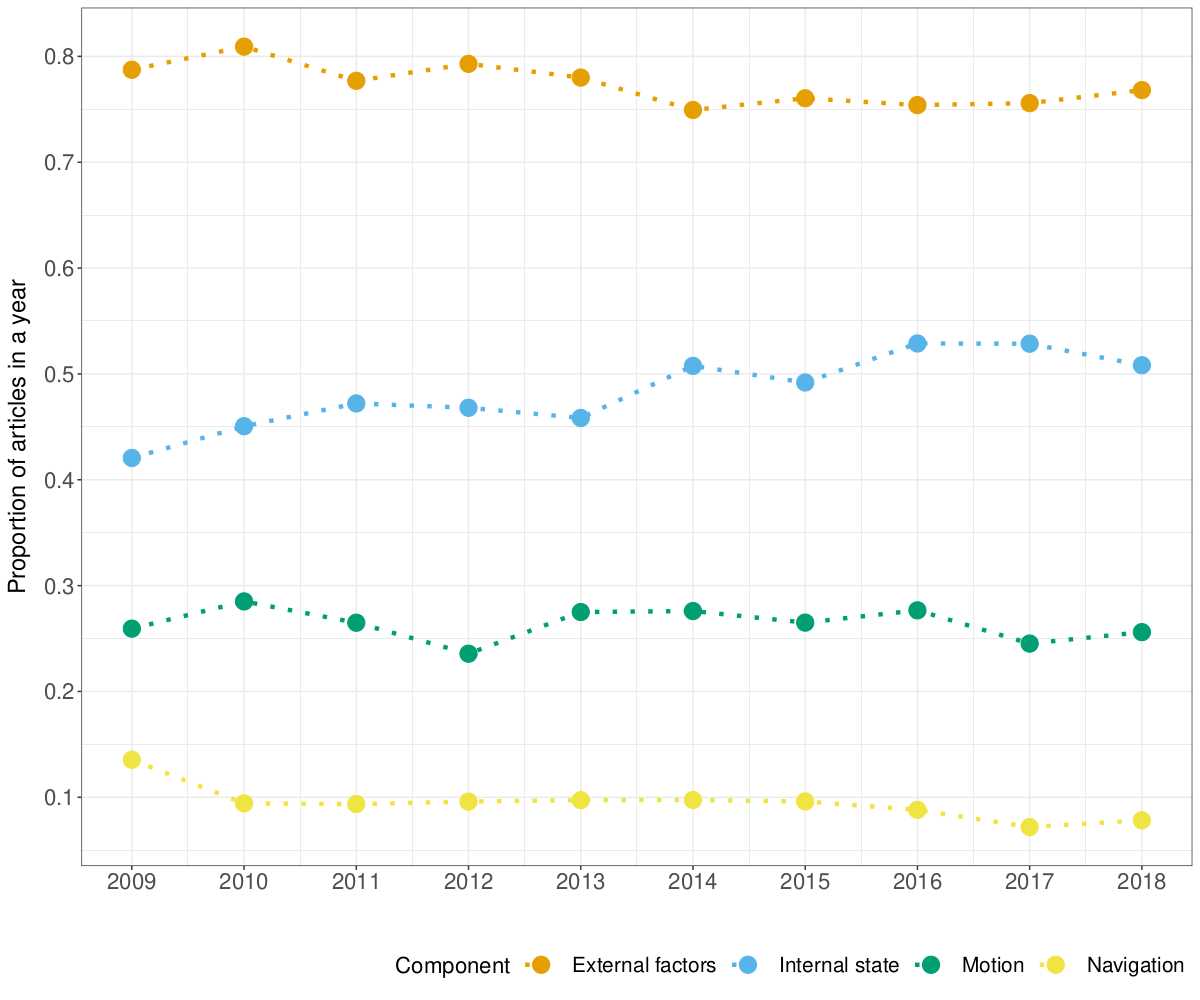 Proportion of articles in a year
0.8
0.7
0.6
0.5
0.4
0.3
0.2
0.1
2009 2010 2011 2012 2013 2014 2015 2016 2017 2018
Component External factors Internal state Motion Navigation